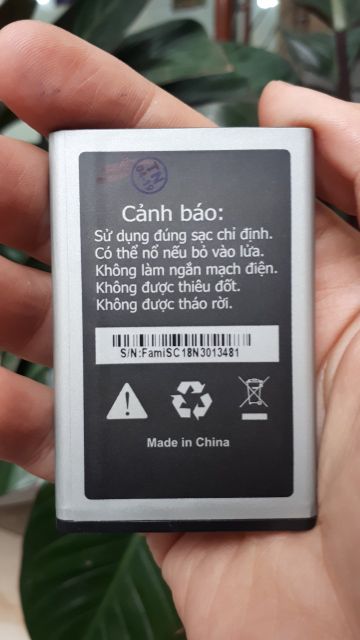 Cảnh báo:
Sử dụng đúng sạc chỉ định.
Có thể nổ nếu bỏ vào lửa.
Không làm ngắn mạch điện.
Không được thiêu đốt.
Không được tháo rời.
S/N:FamiSC18N3013481
Made in China